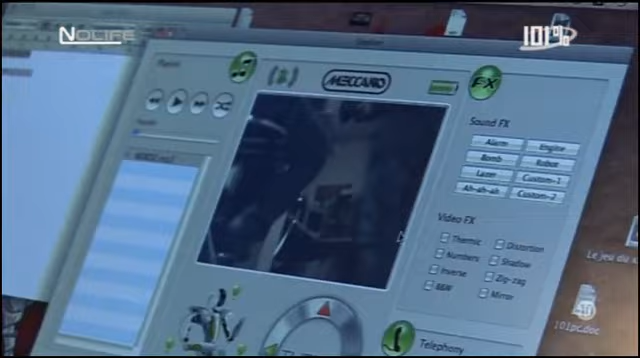 NOLIFE
101%
Player
MECCANO
FX
Sound FX
Alarm
Engine
Bomb
Robot
Laser
Custom-1
Ah-ah-ah
Custom-2
Video FX
Thermic
Distortion
Numbers
Shadow
Inverse
Zig-zag
B&W
Mirror
Telephony
Le jeu du
101pc.doc